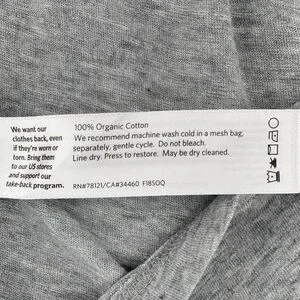 We want our
clothes back, even
if they're worn or
torn. Bring them
to our US stores
and support our
take-back program.
100% Organic Cotton
We recommend machine wash cold in a mesh bag,
separately, gentle cycle. Do not bleach.
Line dry. Press to restore. May be dry cleaned.
RN#78121/CA#34460 F18SOQ